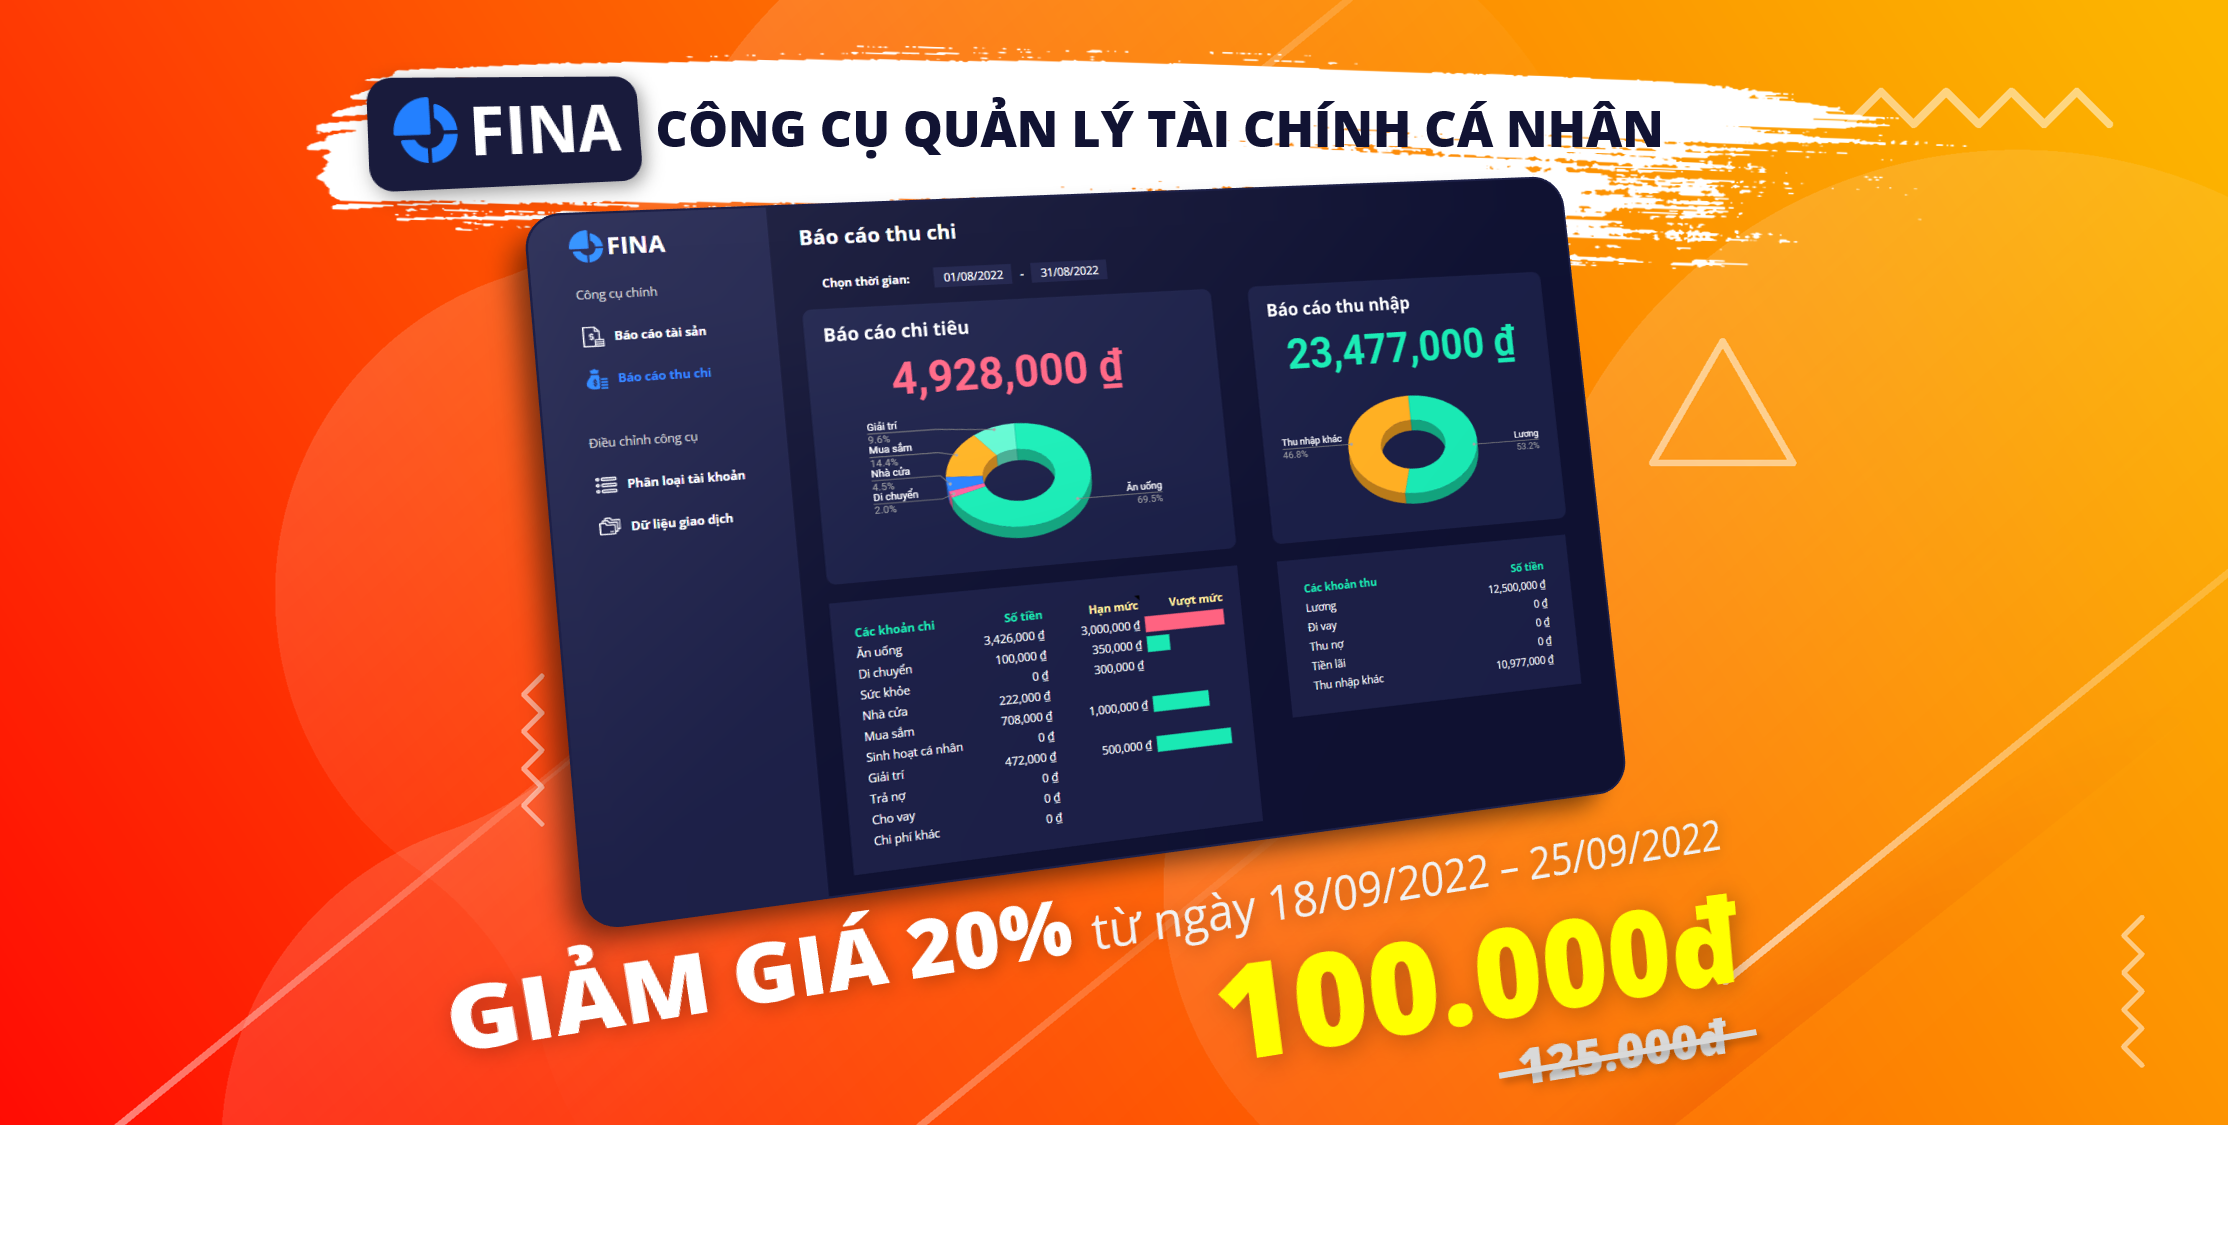 FINA
CÔNG CỤ QUẢN LÝ TÀI CHÍNH CÁ NHÂN
FINA
Công cụ chính
Báo cáo tài sản
Báo cáo thu chi
Điều chỉnh công cụ
Phân loại tài khoản
Dữ liệu giao dịch
Báo cáo thu chi
Chọn thời gian: 01/08/2022 - 31/08/2022
Báo cáo chi tiêu
4,928,000 ₫
Giải trí
9.6%
Mua sắm
14.4%
Nhà cửa
4.5%
Di chuyển
2.0%
Ăn uống
69.5%
Báo cáo thu nhập
23,477,000 ₫
Thu nhập khác
46.8%
Lương
53.2%
Các khoản chi Số tiền Hạn mức Vượt mức
Ăn uống 3,426,000 ₫ 3,000,000 ₫
Di chuyển 100,000 ₫ 350,000 ₫
Sức khỏe 0 ₫ 300,000 ₫
Nhà cửa 222,000 ₫
Mua sắm 708,000 ₫ 1,000,000 ₫
Sinh hoạt cá nhân 0 ₫
Giải trí 472,000 ₫ 500,000 ₫
Trả nợ 0 ₫
Cho vay 0 ₫
Chi phí khác 0 ₫
Các khoản thu Số tiền
Lương 12,500,000 ₫
Đi vay 0 ₫
Thu nợ 0 ₫
Tiền lãi 0 ₫
Thu nhập khác 10,977,000 ₫
GIẢM GIÁ 20% từ ngày 18/09/2022 – 25/09/2022
100.000đ
125.000đ